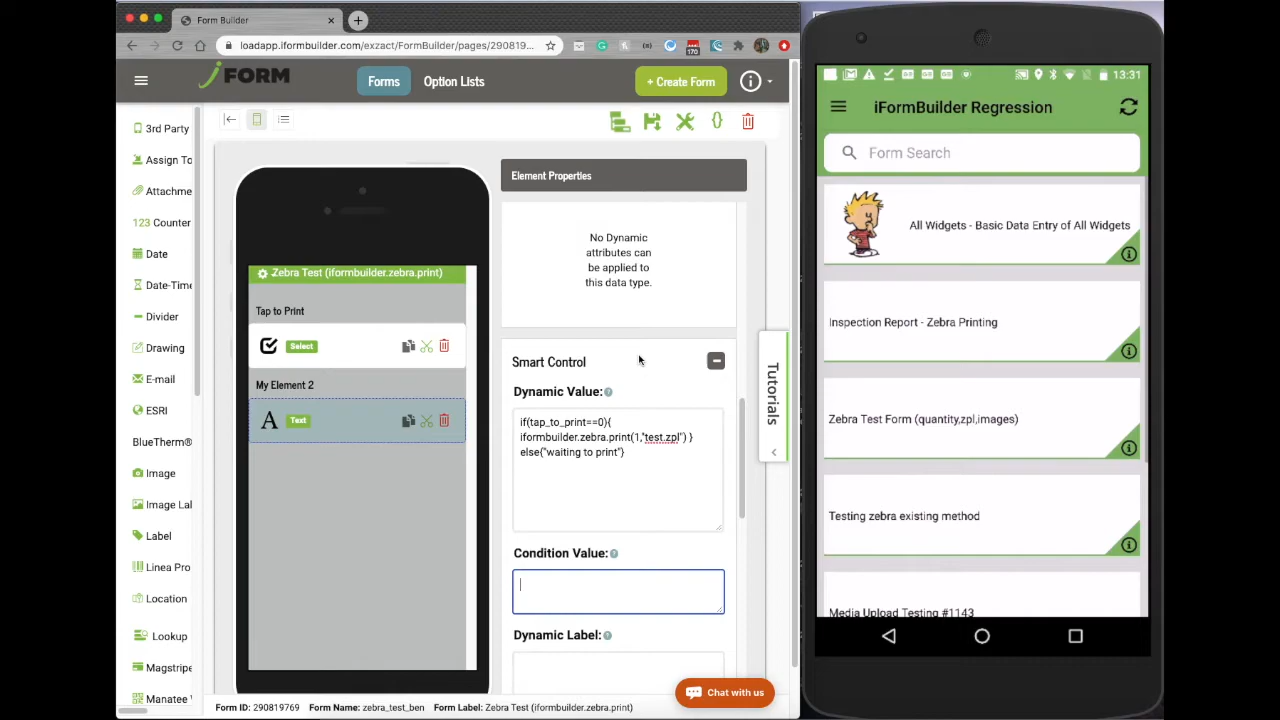 Form Builder
loadapp.iformbuilder.com/exzact/FormBuilder/pages/290819...
170
FORM
Forms
Option Lists
+ Create Form
3rd Party
Assign To
Attachme
123 Counter
Date
Date-Time
Divider
Drawing
E-mail
ESRI
BlueTherm®
Image
Image Lab
Label
Linea Pro
Location
Lookup
Magstripe
Manatee
Zebra Test (iformbuilder.zebra.print)
Tap to Print
Select
My Element 2
A Text
Element Properties
No Dynamic
attributes can
be applied to
this data type.
Smart Control
Dynamic Value:
if(tap_to_print==0){
iformbuilder.zebra.print(1,"test.zpl") }
else{"waiting to print"}
Condition Value:
Dynamic Label:
Tutorials
Chat with us
Form ID: 290819769 Form Name: zebra_test_ben Form Label: Zebra Test (iformbuilder.zebra.print)
13:31
iFormBuilder Regression
Form Search
All Widgets - Basic Data Entry of All Widgets
Inspection Report - Zebra Printing
Zebra Test Form (quantity,zpl,images)
Testing zebra existing method
Media Upload Testing #1143